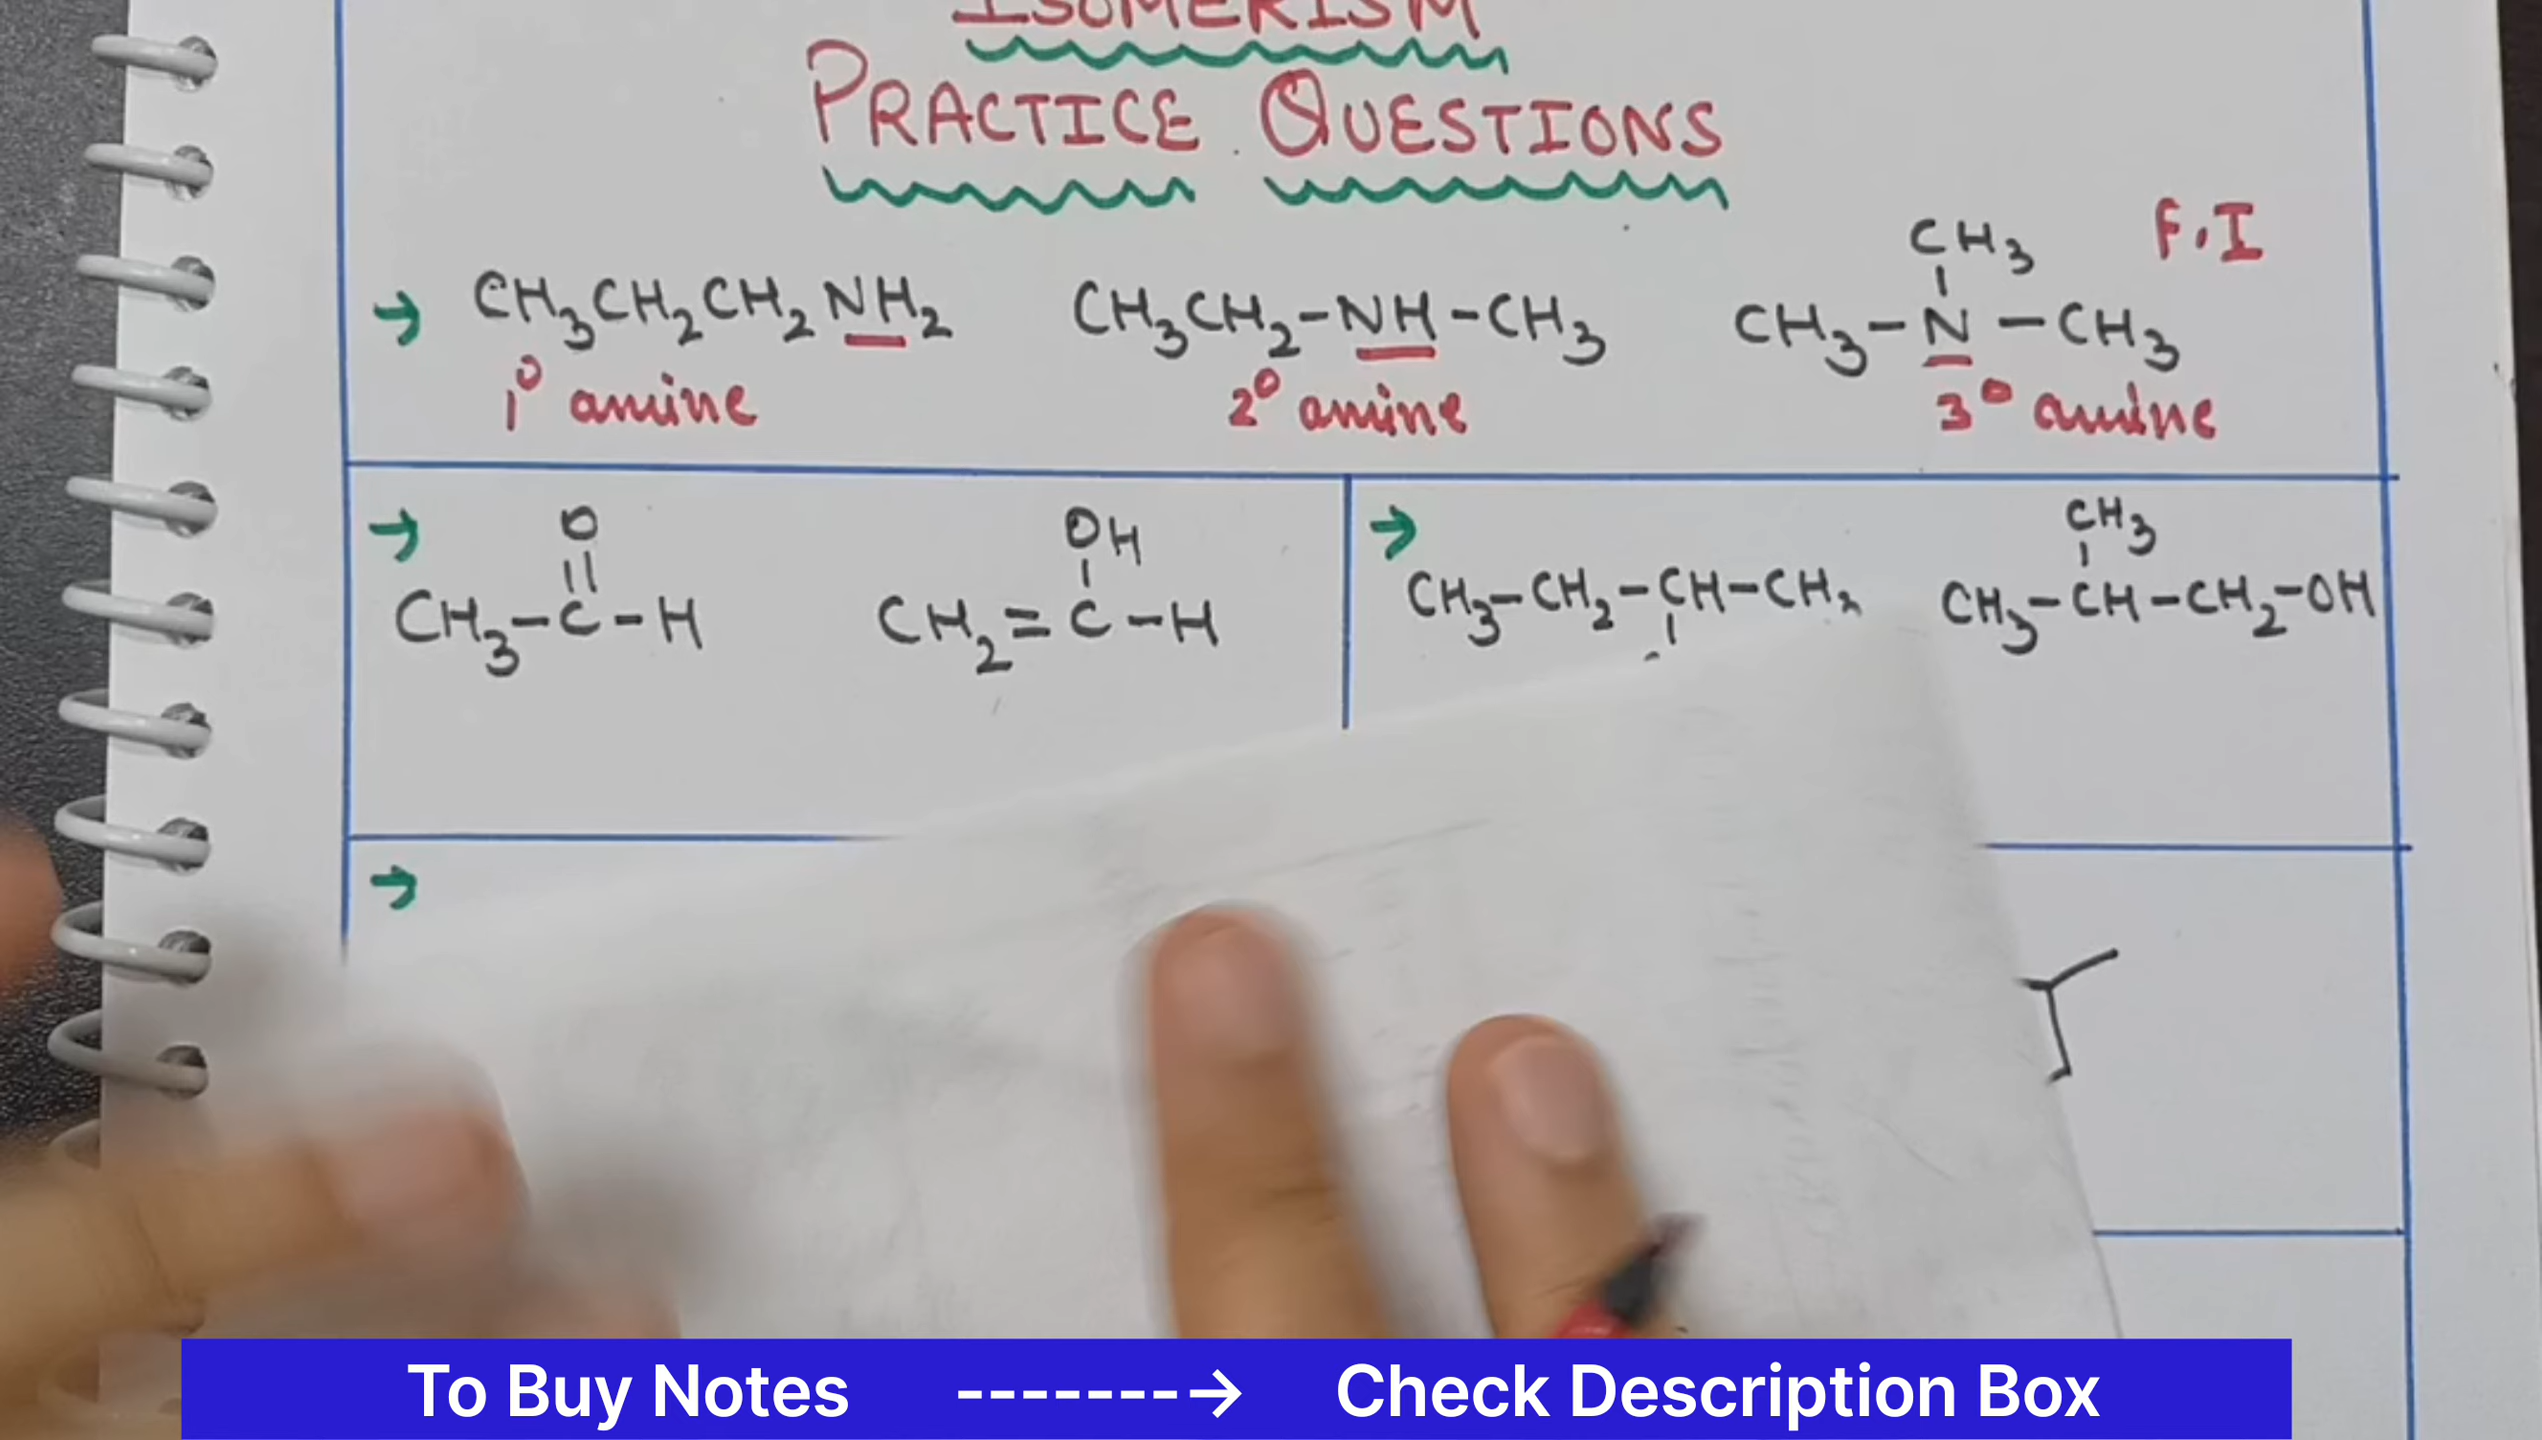 ISOMERISM
PRACTICE QUESTIONS
F.I
→ CH₃CH₂CH₂NH₂
1° amine
CH₃CH₂-NH-CH₃
2° amine
CH₃
CH₃-N-CH₃
3° amine
→
O
||
CH₃-C-H
OH
CH₂=C-H
→
CH₃-CH₂-CH-CH₃
CH₃
CH₃-CH-CH₂-OH
→
To Buy Notes -------→ Check Description Box